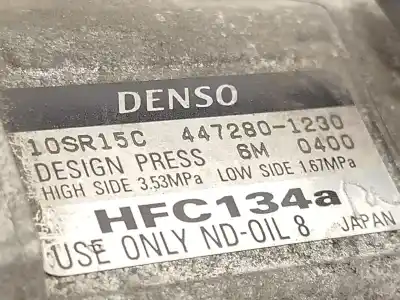 DENSO
10SR15C 447280-1230
DESIGN PRESS 6M 0400
HIGH SIDE 3.53MPa LOW SIDE 1.67MPa
HFC134a
USE ONLY ND-OIL 8 JAPAN